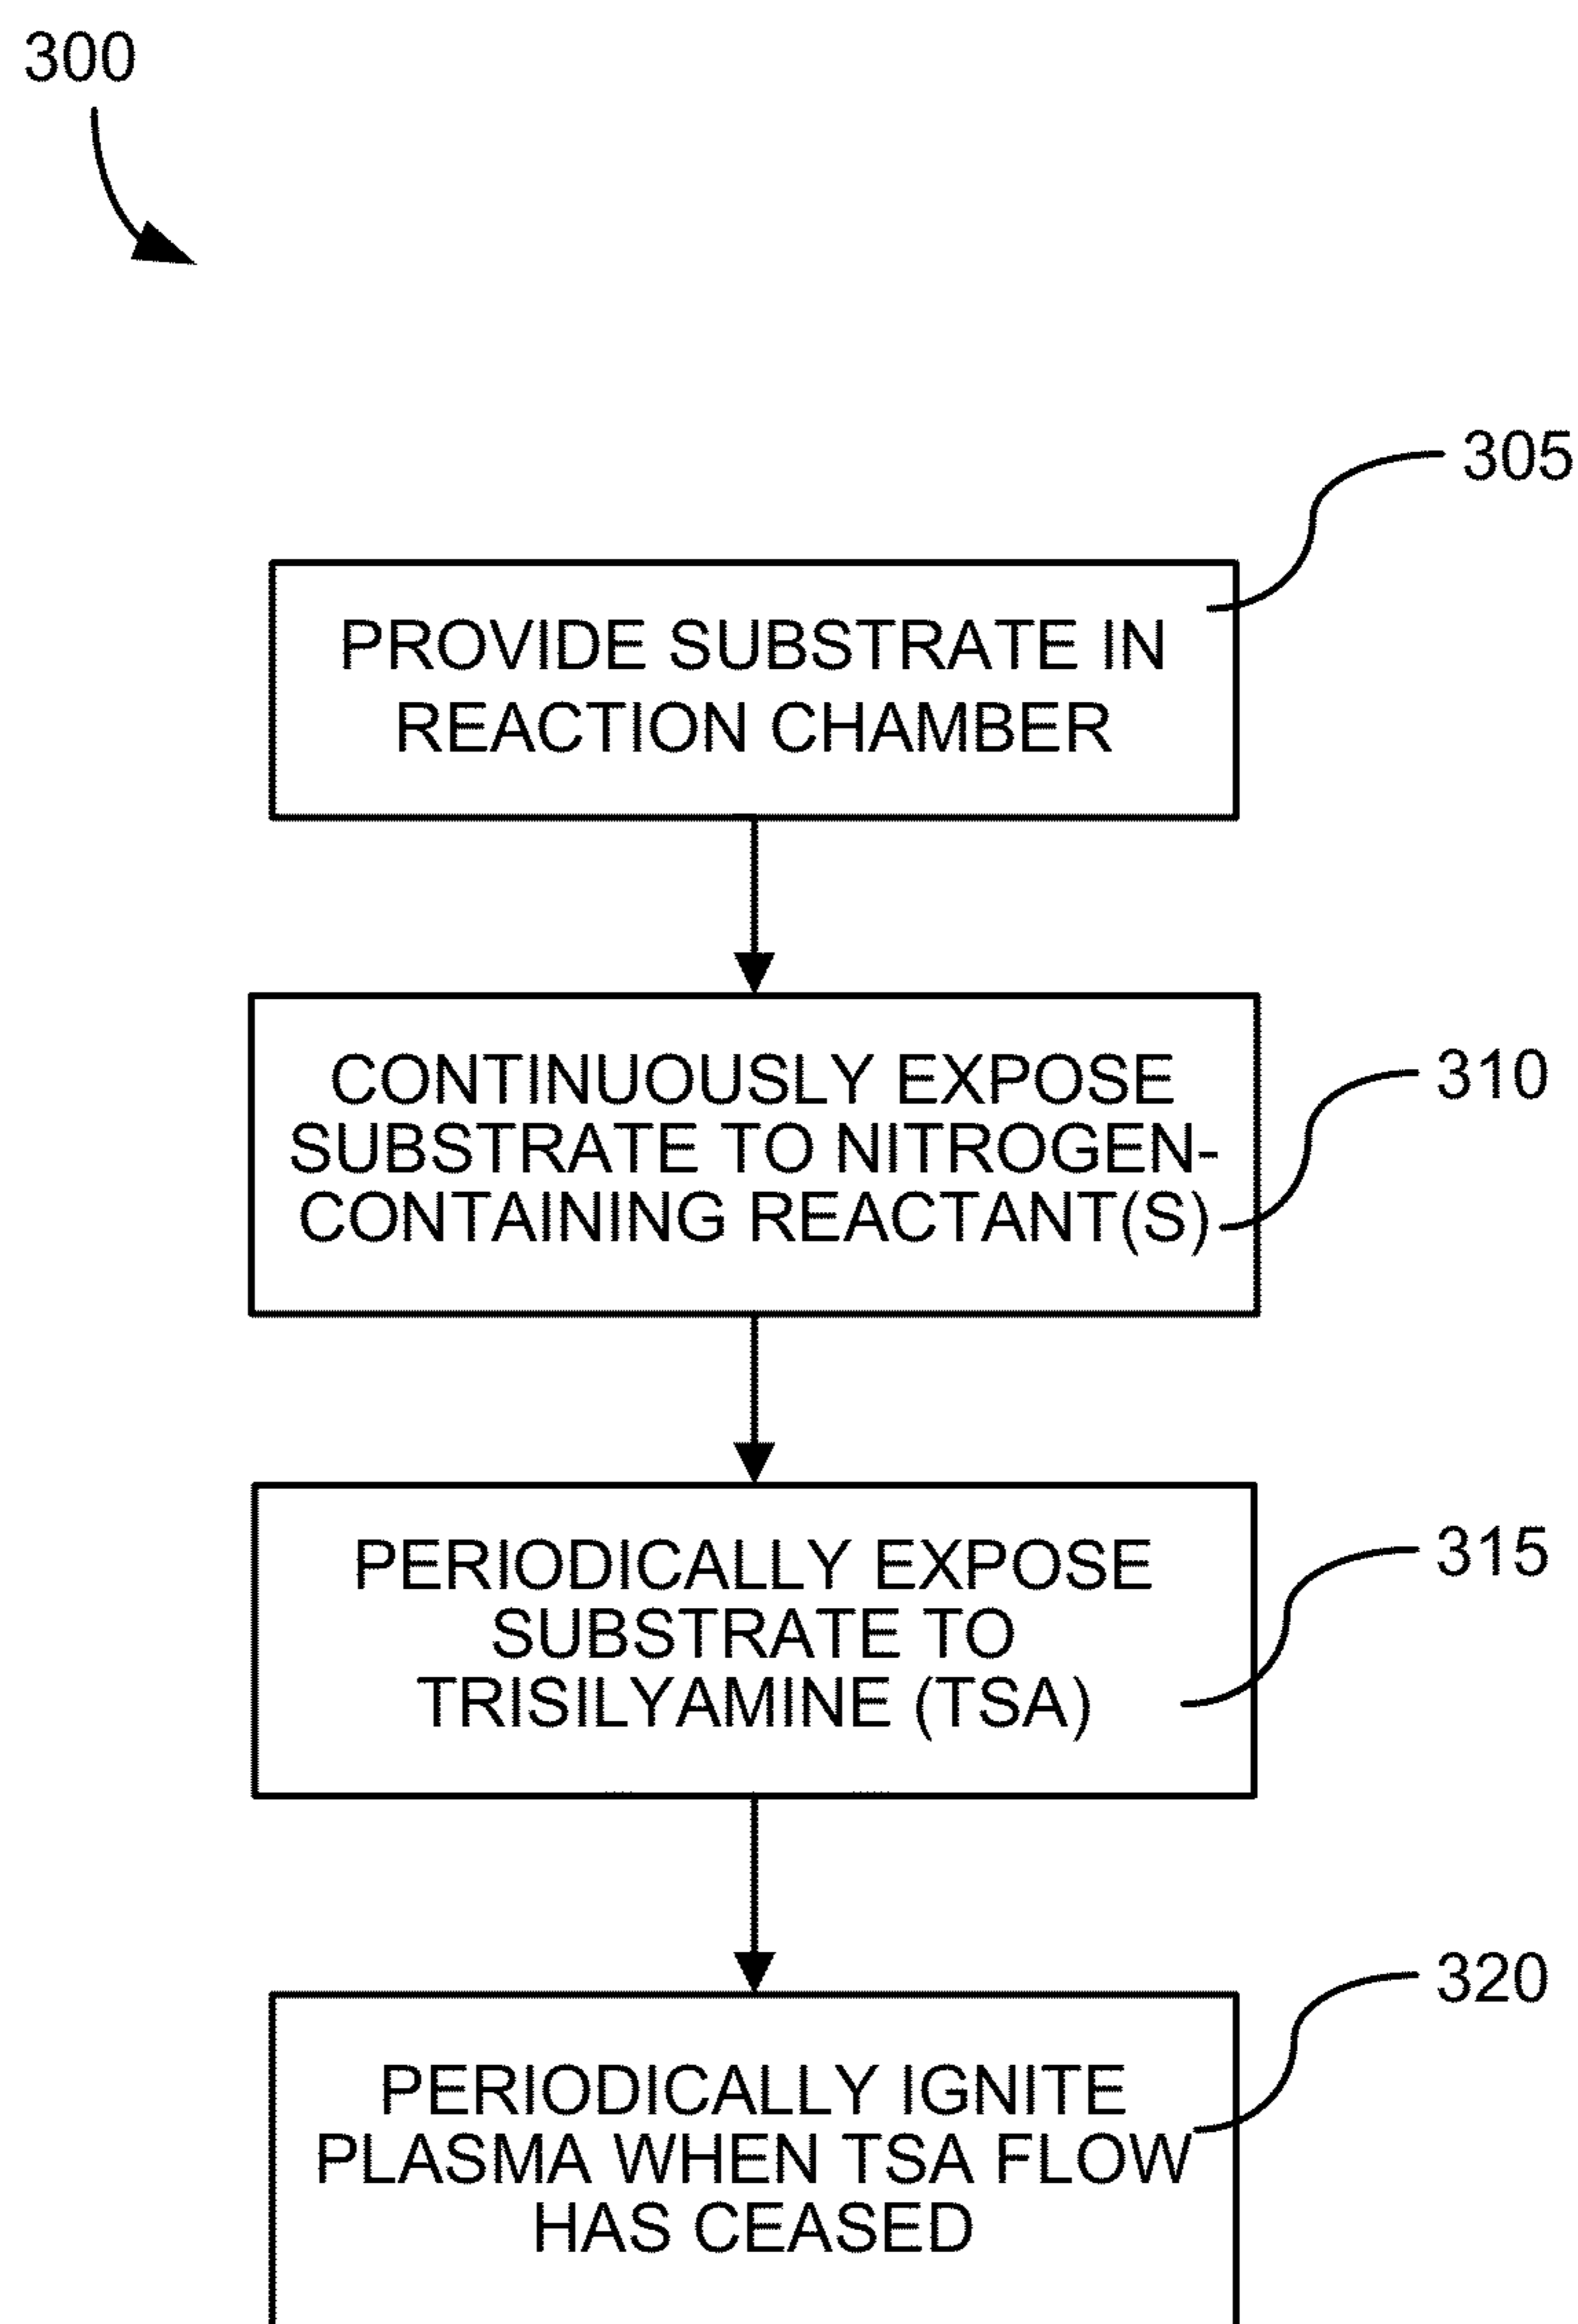 300
305
PROVIDE SUBSTRATE IN
REACTION CHAMBER
CONTINUOUSLY EXPOSE
SUBSTRATE TO NITROGEN-
CONTAINING REACTANT(S)
310
PERIODICALLY EXPOSE
SUBSTRATE TO
TRISILYAMINE (TSA)
315
320
PERIODICALLY IGNITE
PLASMA WHEN TSA FLOW
HAS CEASED